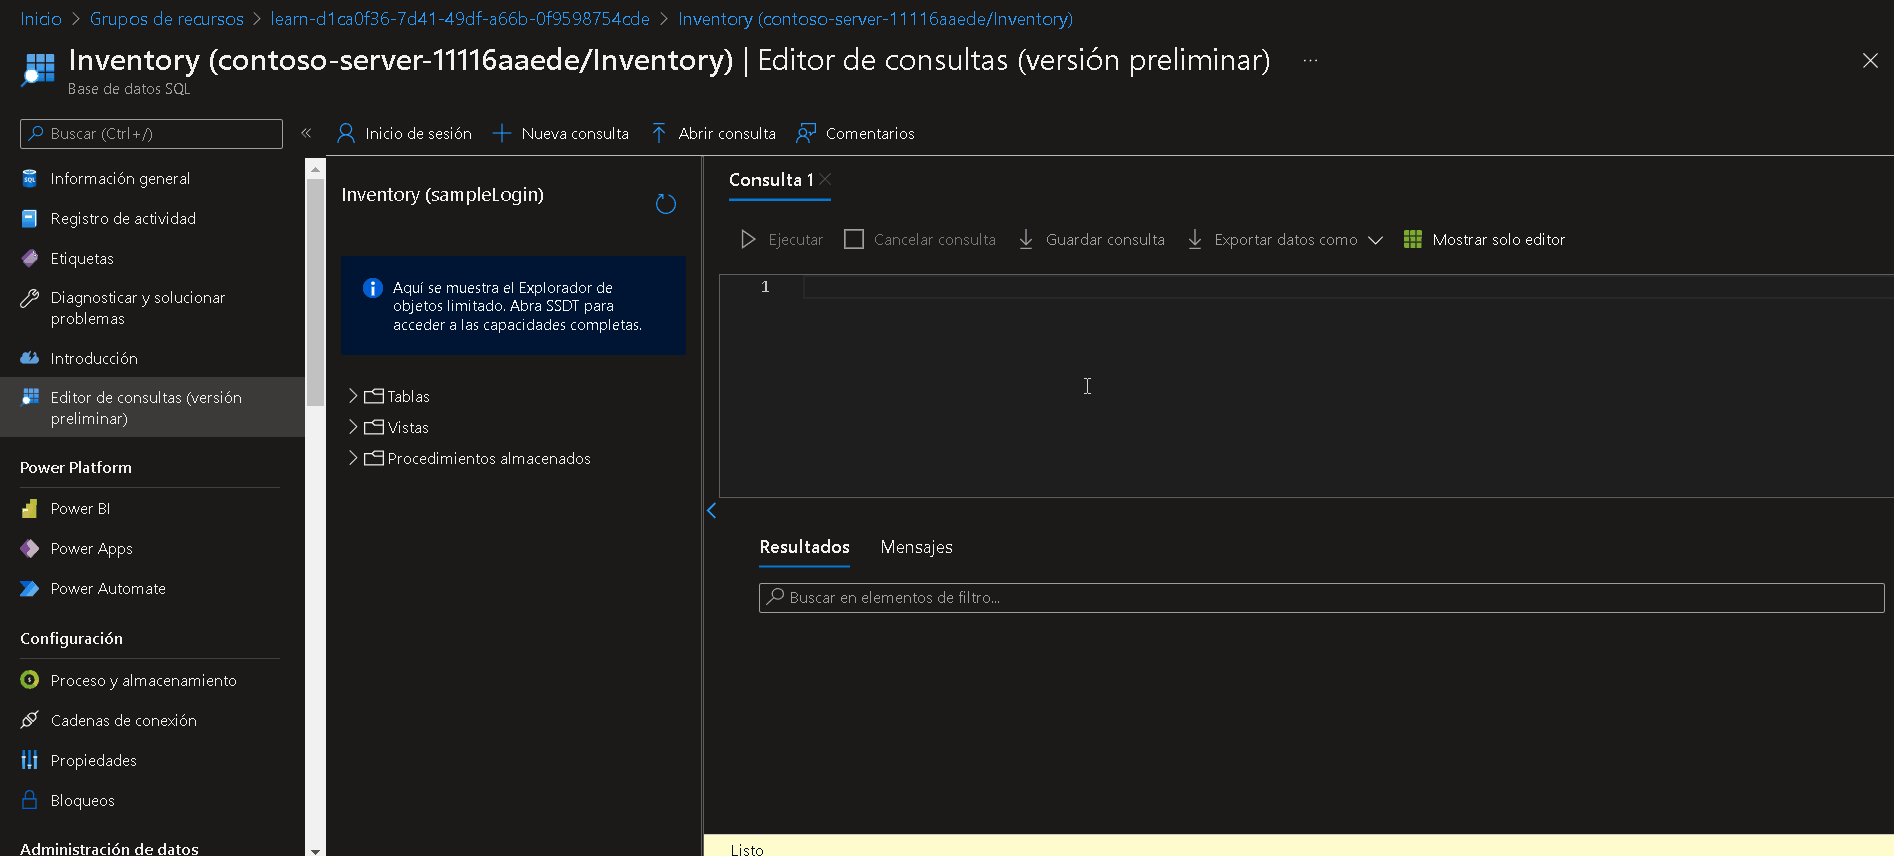 Inicio > Grupos de recursos > learn-d1ca0f36-7d41-49df-a66b-0f9598754cde > Inventory (contoso-server-11116aaede/Inventory)
Inventory (contoso-server-11116aaede/Inventory) | Editor de consultas (versión preliminar) ...
Base de datos SQL
Buscar (Ctrl+/)
Información general
Registro de actividad
Etiquetas
Diagnosticar y solucionar
problemas
Introducción
Editor de consultas (versión
preliminar)
Power Platform
Power BI
Power Apps
Power Automate
Configuración
Proceso y almacenamiento
Cadenas de conexión
Propiedades
Bloqueos
Administración de datos
Inicio de sesión Nueva consulta Abrir consulta Comentarios
Inventory (sampleLogin)
Aquí se muestra el Explorador de
objetos limitado. Abra SSDT para
acceder a las capacidades completas.
Tablas
Vistas
Procedimientos almacenados
Consulta 1
Ejecutar Cancelar consulta Guardar consulta Exportar datos como Mostrar solo editor
1
Resultados Mensajes
Buscar en elementos de filtro...
Listo